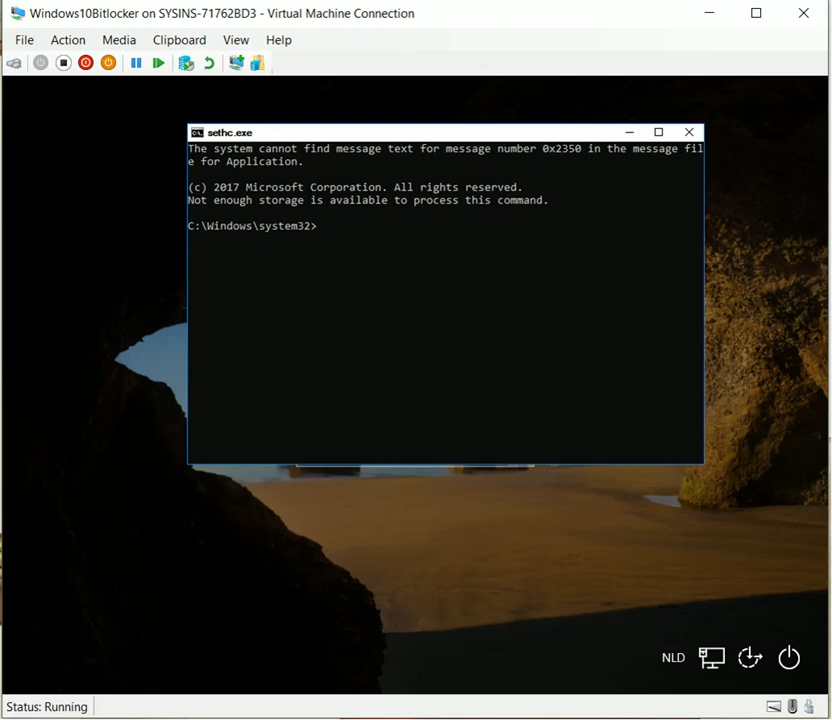 Windows10Bitlocker on SYSINS-71762BD3 - Virtual Machine Connection
File Action Media Clipboard View Help
sethc.exe
The system cannot find message text for message number 0x2350 in the message fil
e for Application.
(c) 2017 Microsoft Corporation. All rights reserved.
Not enough storage is available to process this command.
C:\Windows\system32>
NLD
Status: Running